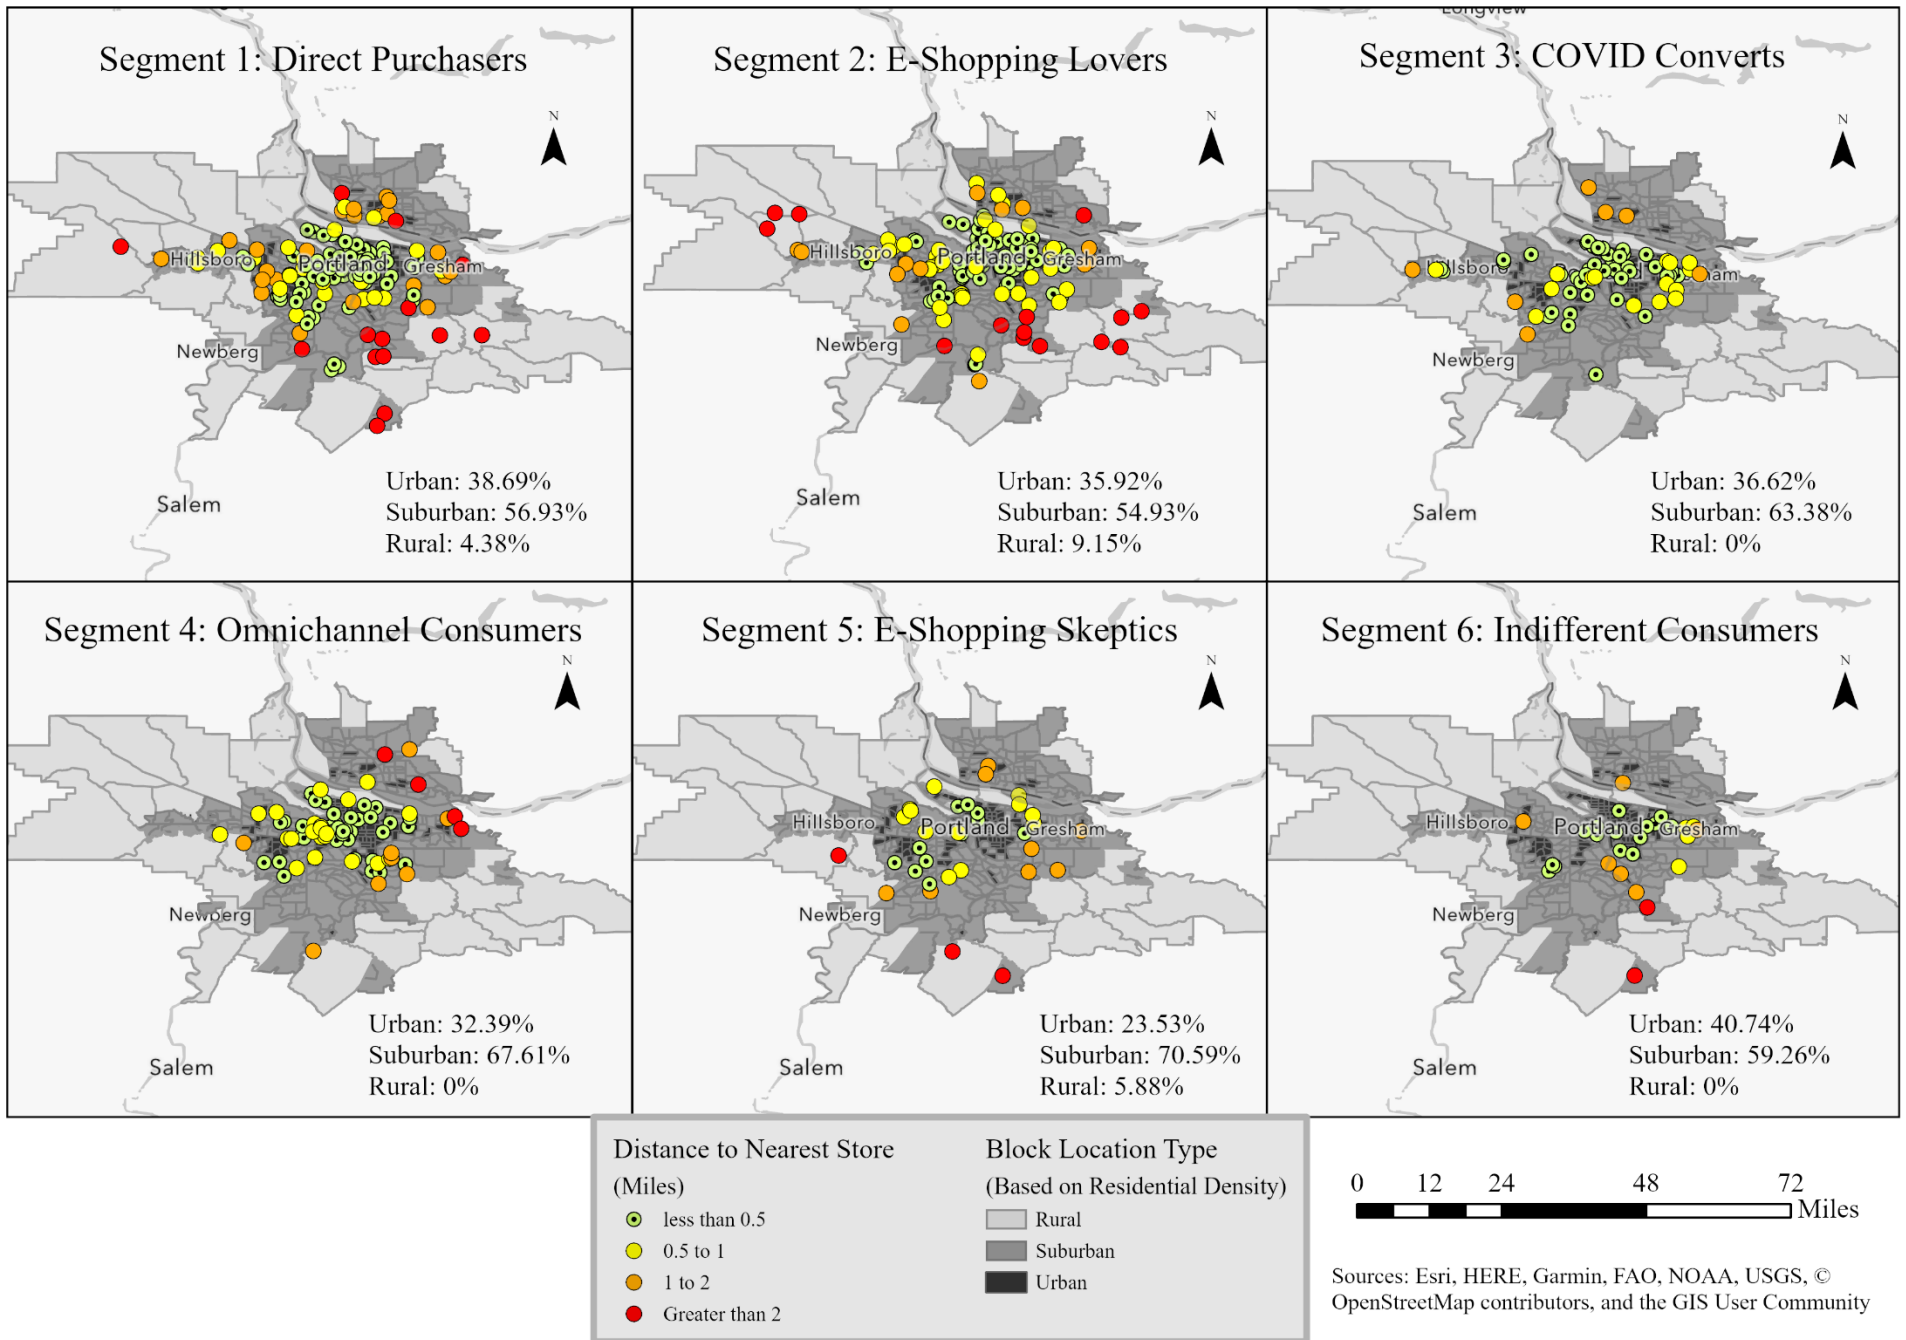 Segment 1: Direct Purchasers
N
Hillsboro
Portland
Gresham
Newberg
Salem
Urban: 38.69%
Suburban: 56.93%
Rural: 4.38%
Segment 2: E-Shopping Lovers
N
Hillsboro
Portland
Gresham
Newberg
Salem
Urban: 35.92%
Suburban: 54.93%
Rural: 9.15%
Longview
Segment 3: COVID Converts
N
Newberg
Salem
Urban: 36.62%
Suburban: 63.38%
Rural: 0%
Segment 4: Omnichannel Consumers
N
Newberg
Salem
Urban: 32.39%
Suburban: 67.61%
Rural: 0%
Segment 5: E-Shopping Skeptics
N
Hillsboro
Portland
Gresham
Newberg
Salem
Urban: 23.53%
Suburban: 70.59%
Rural: 5.88%
Segment 6: Indifferent Consumers
N
Hillsboro
Portland
Gresham
Newberg
Salem
Urban: 40.74%
Suburban: 59.26%
Rural: 0%
Distance to Nearest Store
(Miles)
less than 0.5
0.5 to 1
1 to 2
Greater than 2
Block Location Type
(Based on Residential Density)
Rural
Suburban
Urban
0 12 24 48 72
Miles
Sources: Esri, HERE, Garmin, FAO, NOAA, USGS, ©
OpenStreetMap contributors, and the GIS User Community